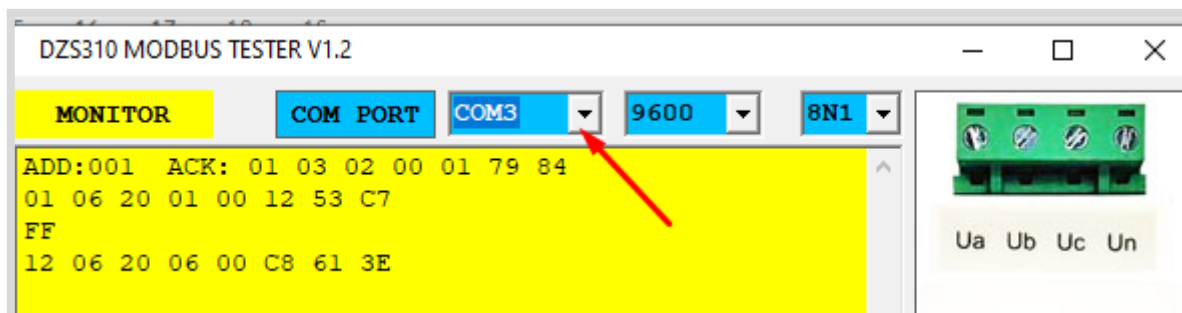 DZS310 MODBUS TESTER V1.2
MONITOR COM PORT COM3 9600 8N1
ADD:001 ACK: 01 03 02 00 01 79 84
01 06 20 01 00 12 53 C7
FF
12 06 20 06 00 C8 61 3E
Ua Ub Uc Un